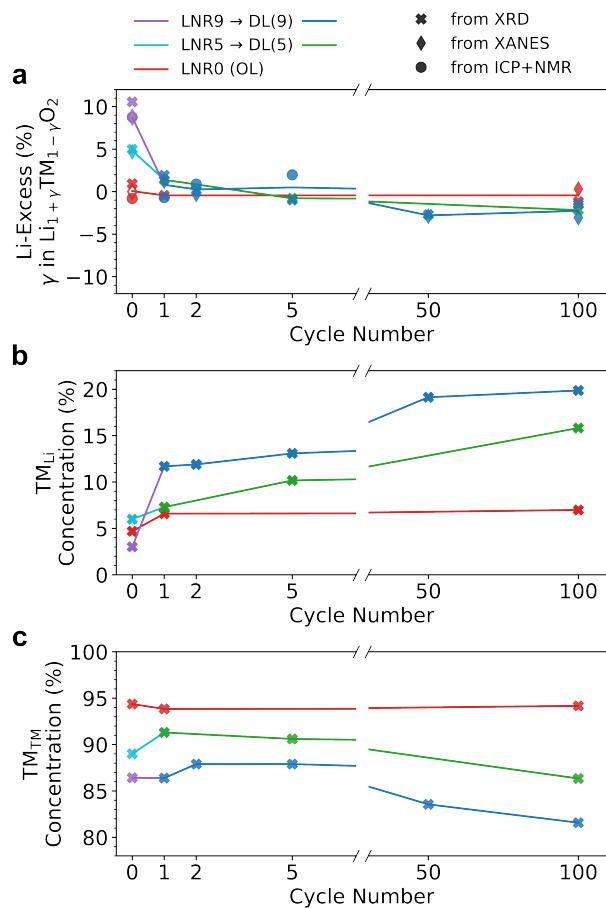 LNR9 → DL(9)
LNR5 → DL(5)
LNR0 (OL)
from XRD
from XANES
from ICP+NMR
a
Li-Excess (%)
γ in Li₁₊γTM₁₋γO₂
10
5
0
−5
−10
0 1 2 5 50 100
Cycle Number
b
TM_Li
Concentration (%)
20
15
10
5
0
0 1 2 5 50 100
Cycle Number
c
TM_TM
Concentration (%)
100
95
90
85
80
0 1 2 5 50 100
Cycle Number